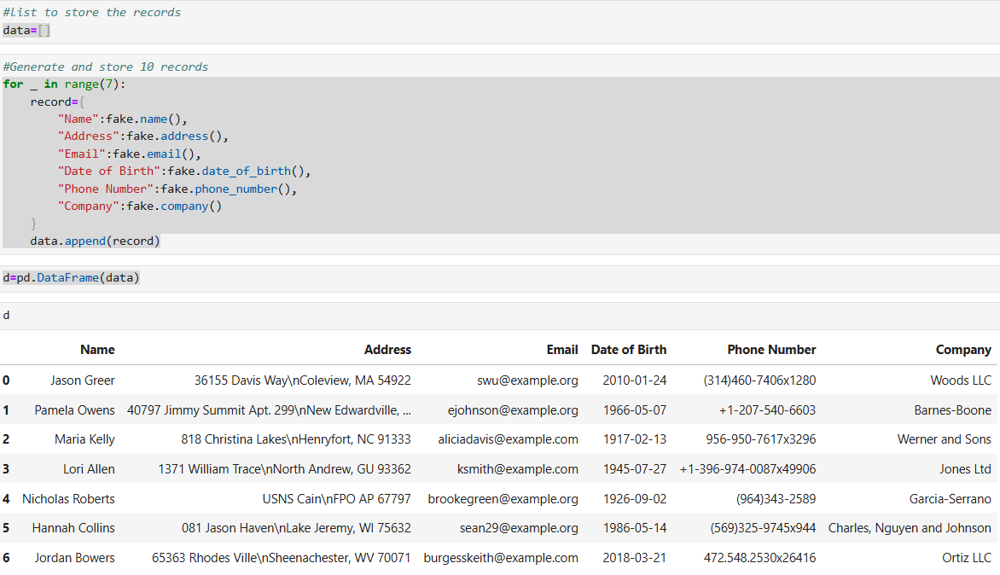 #list to store the records
data=[]
#Generate and store 10 records
for _ in range(7):
    record={
        "Name":fake.name(),
        "Address":fake.address(),
        "Email":fake.email(),
        "Date of Birth":fake.date_of_birth(),
        "Phone Number":fake.phone_number(),
        "Company":fake.company()
    }
    data.append(record)
d=pd.DataFrame(data)
d
Name Address Email Date of Birth Phone Number Company
0 Jason Greer 36155 Davis Way\nColeview, MA 54922 swu@example.org 2010-01-24 (314)460-7406x1280 Woods LLC
1 Pamela Owens 40797 Jimmy Summit Apt. 299\nNew Edwardville, ... ejohnson@example.org 1966-05-07 +1-207-540-6603 Barnes-Boone
2 Maria Kelly 818 Christina Lakes\nHenryfort, NC 91333 aliciadavis@example.com 1917-02-13 956-950-7617x3296 Werner and Sons
3 Lori Allen 1371 William Trace\nNorth Andrew, GU 93362 ksmith@example.com 1945-07-27 +1-396-974-0087x49906 Jones Ltd
4 Nicholas Roberts USNS Cain\nFPO AP 67797 brookegreen@example.org 1926-09-02 (964)343-2589 Garcia-Serrano
5 Hannah Collins 081 Jason Haven\nLake Jeremy, WI 75632 sean29@example.org 1986-05-14 (569)325-9745x944 Charles, Nguyen and Johnson
6 Jordan Bowers 65363 Rhodes Ville\nSheenachester, WV 70071 burgesskeith@example.com 2018-03-21 472.548.2530x26416 Ortiz LLC